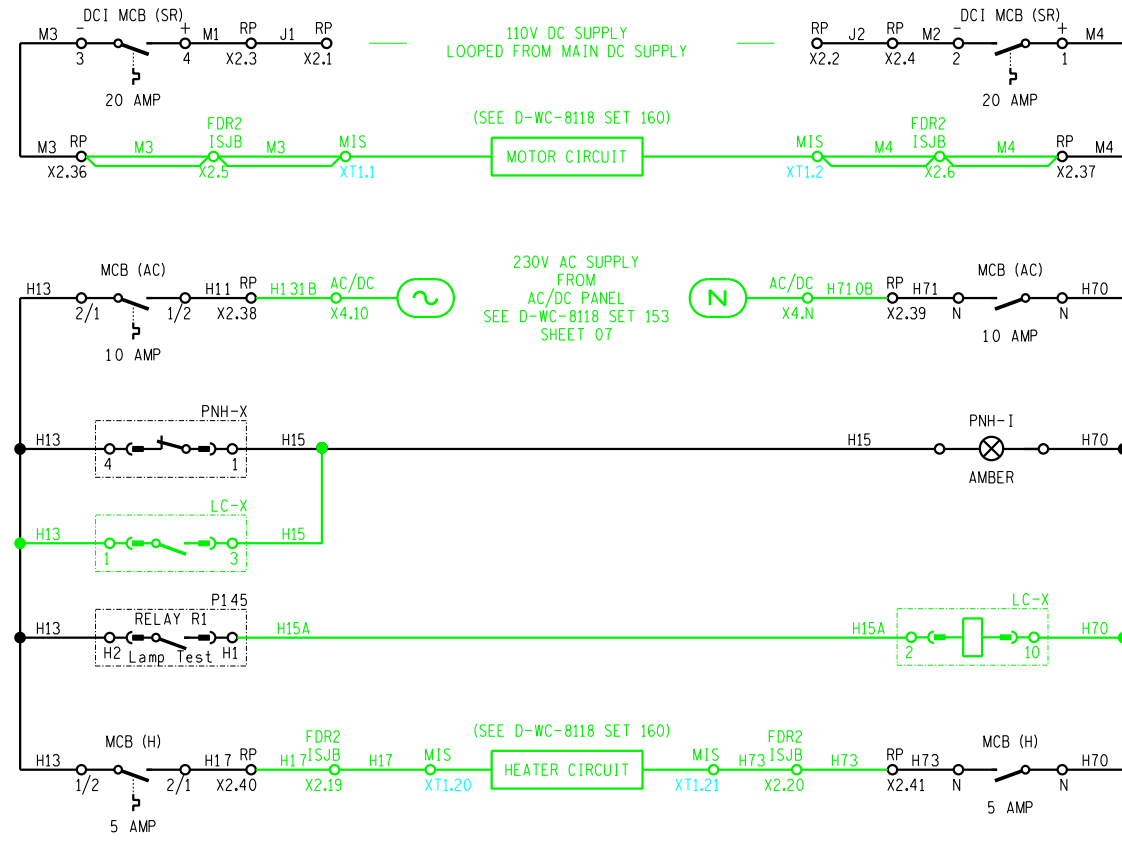 DCI MCB (SR)
DCI MCB (SR)
M3 - + M1 RP J1 RP
110V DC SUPPLY
LOOPED FROM MAIN DC SUPPLY
RP J2 RP M2 - + M4
3 4 X2.3 X2.1
X2.2 X2.4 2 1
20 AMP
20 AMP
(SEE D-WC-8118 SET 160)
FDR2
ISJB
FDR2
ISJB
M3 RP M3 M3 MIS
MOTOR CIRCUIT
MIS M4 M4 RP M4
X2.36 X2.5 XT1.1
XT1.2 X2.6 X2.37
230V AC SUPPLY
FROM
AC/DC PANEL
SEE D-WC-8118 SET 153
SHEET 07
MCB (AC)
MCB (AC)
H13 H11 RP H131B AC/DC
N
AC/DC H710B RP H71 H70
2/1 1/2 X2.38 X4.10
X4.N X2.39 N N
10 AMP
10 AMP
PNH-X
PNH-I
H13 H15 H15 H70
4 1
AMBER
LC-X
H13 H15
1 3
P145
LC-X
RELAY R1
H13 H15A H15A H70
H2 Lamp Test H1
2 10
(SEE D-WC-8118 SET 160)
MCB (H)
FDR2
ISJB
FDR2
ISJB
MCB (H)
H13 H17 RP H17 H17 MIS
HEATER CIRCUIT
MIS H73 H73 RP H73 H70
1/2 2/1 X2.40 X2.19 XT1.20
XT1.21 X2.20 X2.41 N N
5 AMP
5 AMP